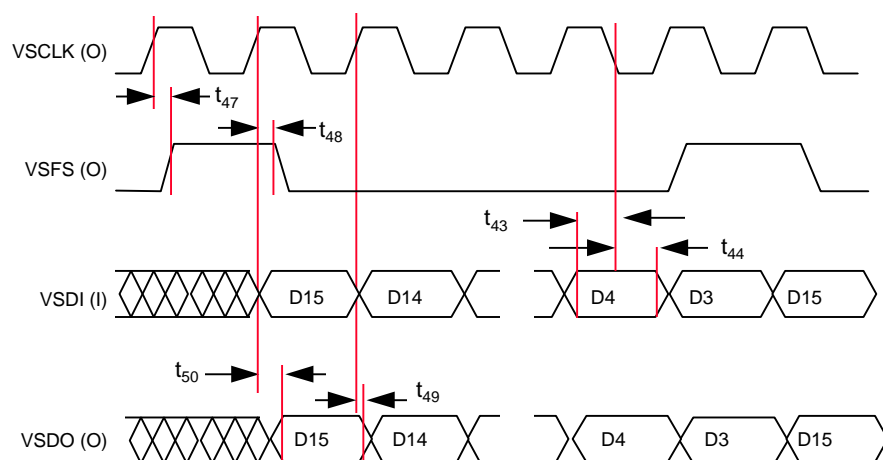 VSCLK (O)
t47
t48
VSFS (O)
t43
t44
VSDI (I)
D15 D14 D4 D3 D15
t50
t49
VSDO (O)
D15 D14 D4 D3 D15